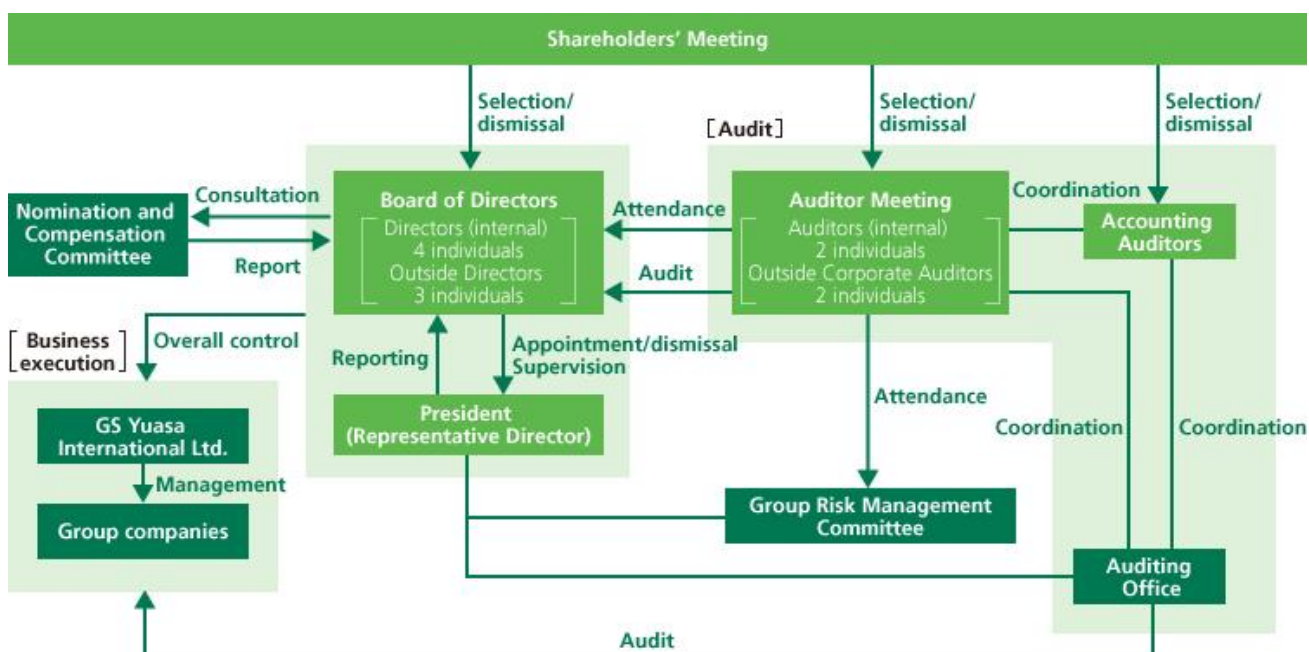 Shareholders' Meeting
Selection/
dismissal
[Audit]
Selection/
dismissal
Selection/
dismissal
Nomination and
Compensation
Committee
Consultation
Report
Board of Directors
Directors (internal)
4 individuals
Outside Directors
3 individuals
Attendance
Audit
Auditor Meeting
Auditors (internal)
2 individuals
Outside Corporate Auditors
2 individuals
Coordination
Accounting
Auditors
[Business
execution]
Overall control
Reporting
Appointment/dismissal
Supervision
President
(Representative Director)
Attendance
Coordination
Coordination
GS Yuasa
International Ltd.
Management
Group companies
Group Risk Management
Committee
Auditing
Office
Audit